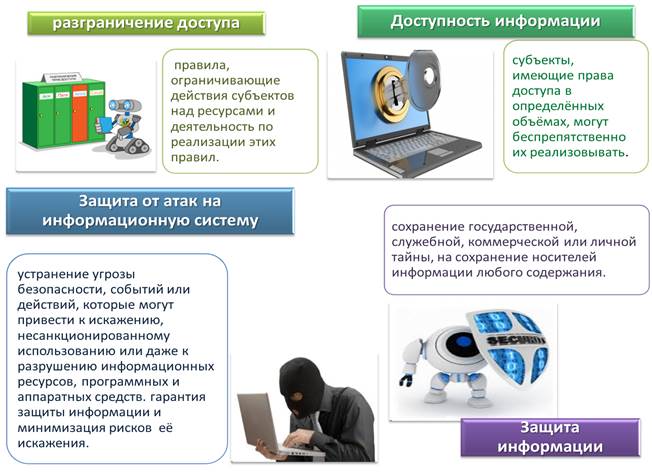 разграничение доступа
правила,
ограничивающие
действия субъектов
над ресурсами и
деятельность по
реализации этих
правил.
Доступность информации
субъекты,
имеющие права
доступа в
определённых
объёмах, могут
беспрепятственно
их реализовывать.
Защита от атак на
информационную систему
устранение угрозы
безопасности, событий или
действий, которые могут
привести к искажению,
несанкционированному
использованию или даже к
разрушению информационных
ресурсов, программных и
аппаратных средств. гарантия
защиты информации и
минимизация рисков её
искажения.
сохранение государственной,
служебной, коммерческой или личной
тайны, на сохранение носителей
информации любого содержания.
Защита
информации